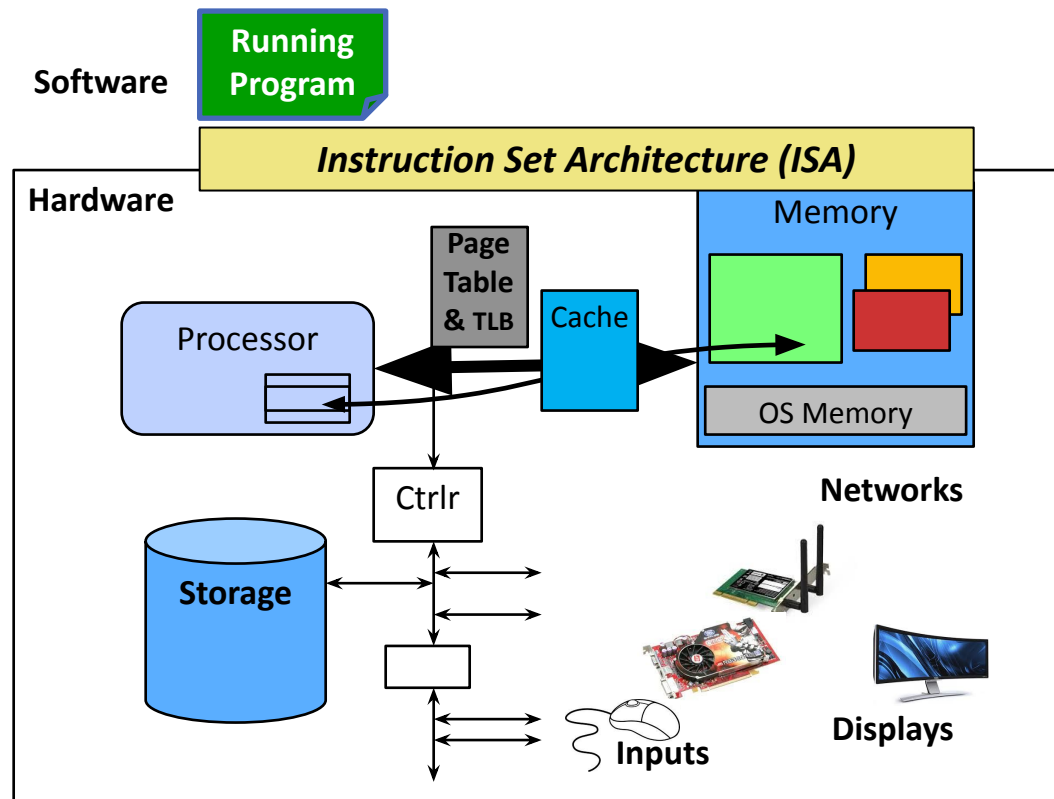 Running
Program
Software
Instruction Set Architecture (ISA)
Hardware
Memory
Page
Table
& TLB
Cache
Processor
OS Memory
Ctrlr
Networks
Storage
Displays
Inputs